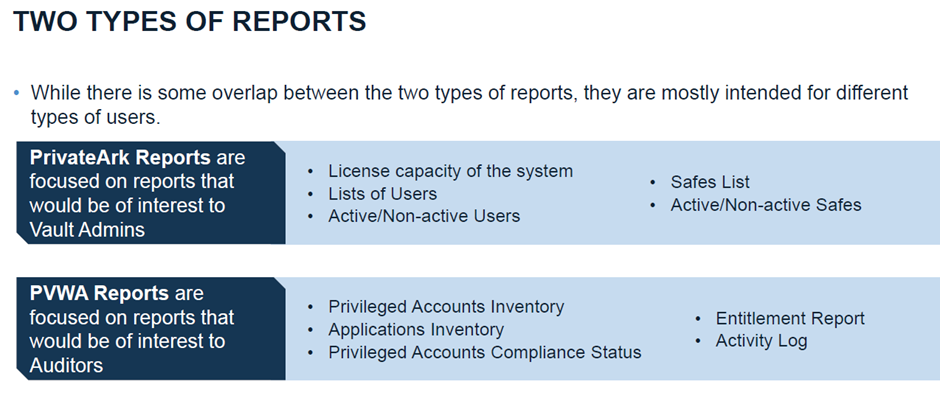 TWO TYPES OF REPORTS
• While there is some overlap between the two types of reports, they are mostly intended for different
types of users.
PrivateArk Reports are
focused on reports that
would be of interest to
Vault Admins
• License capacity of the system
• Lists of Users
• Active/Non-active Users
• Safes List
• Active/Non-active Safes
PVWA Reports are
focused on reports that
would be of interest to
Auditors
• Privileged Accounts Inventory
• Applications Inventory
• Privileged Accounts Compliance Status
• Entitlement Report
• Activity Log